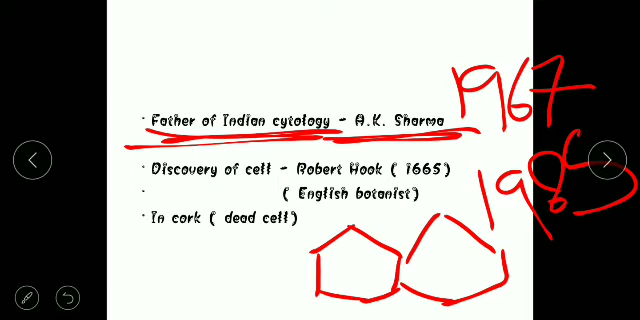 1967
· Father of Indian cytology - A.K. Sharma
· Discovery of cell - Robert Hook ( 1665)
· ( English botanist)
· In cork ( dead cell)